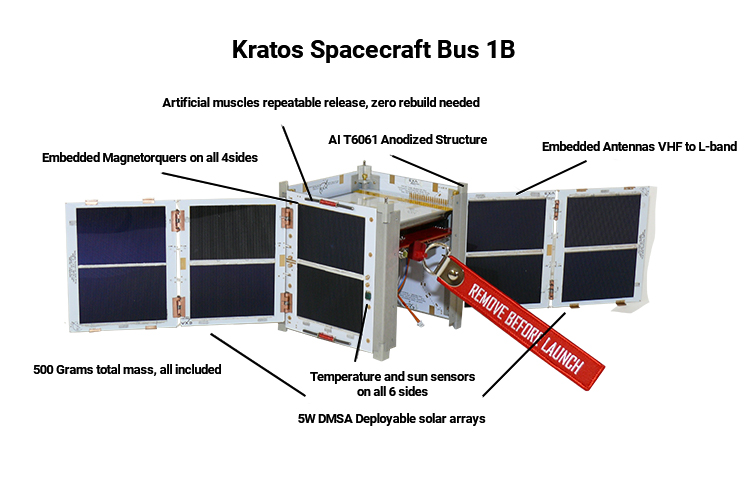 Kratos Spacecraft Bus 1B
Artificial muscles repeatable release, zero rebuild needed
AI T6061 Anodized Structure
Embedded Antennas VHF to L-band
Embedded Magnetorquers on all 4sides
REMOVE BEFORE LAUNCH
500 Grams total mass, all included
Temperature and sun sensors
on all 6 sides
5W DMSA Deployable solar arrays